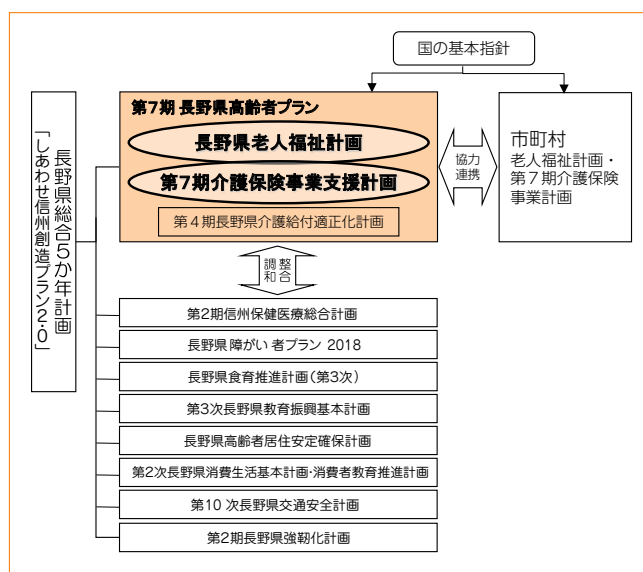 国の基本指針
長野県総合5か年計画
「しあわせ信州創造プラン2.0」
第7期 長野県高齢者プラン
長野県老人福祉計画
第7期介護保険事業支援計画
第4期長野県介護給付適正化計画
協力
連携
市町村
老人福祉計画・
第7期介護保険
事業計画
調整
和合
第2期信州保健医療総合計画
長野県 障がい 者プラン 2018
長野県食育推進計画(第3次)
第3次長野県教育振興基本計画
長野県高齢者居住安定確保計画
第2次長野県消費生活基本計画・消費者教育推進計画
第10 次長野県交通安全計画
第2期長野県強靱化計画